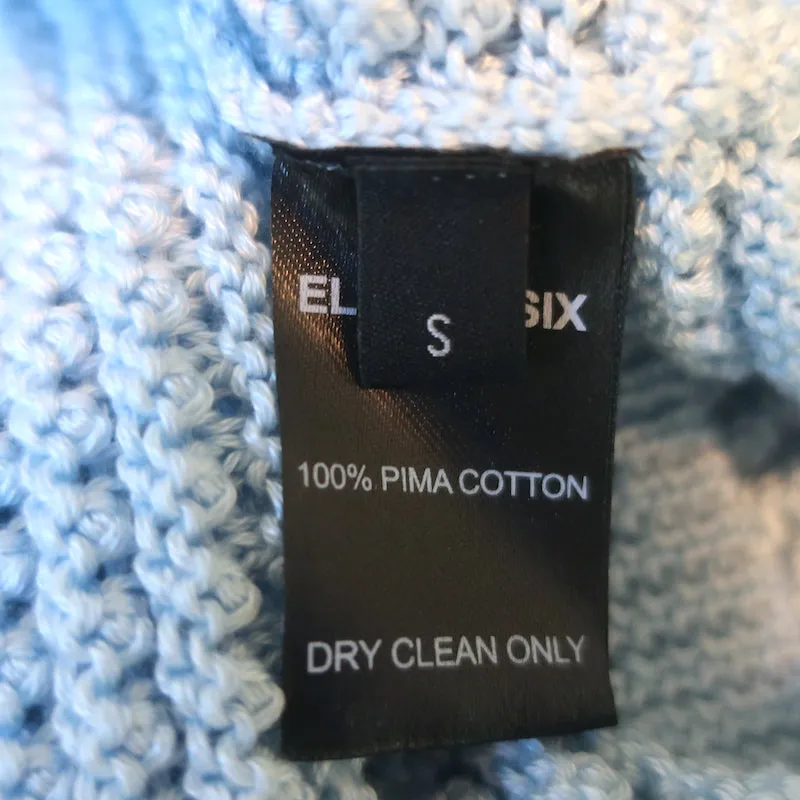 EL SIX
S
100% PIMA COTTON
DRY CLEAN ONLY